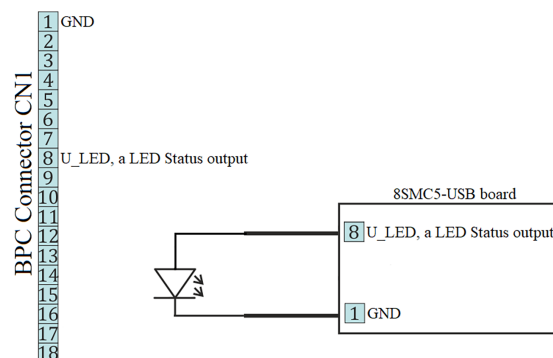 BPC Connector CN1
1 GND
2
3
4
5
6
7
8 U_LED, a LED Status output
9
10
11
12
13
14
15
16
17
18
8SMC5-USB board
8 U_LED, a LED Status output
1 GND